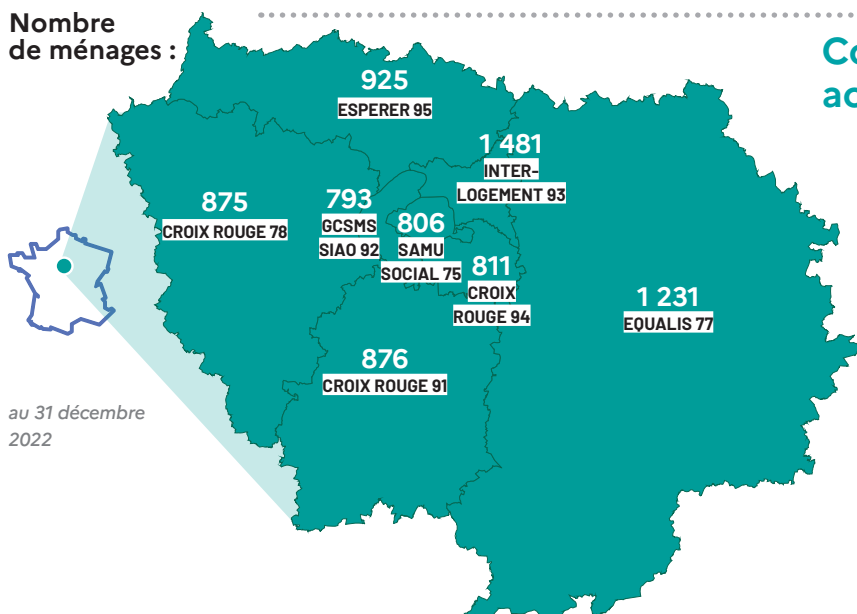 Nombre
de ménages :
Co
ac
925
ESPERER 95
1 481
INTER-
LOGEMENT 93
875
CROIX ROUGE 78
793
GCSMS
SIAO 92
806
SAMU
SOCIAL 75
811
CROIX
ROUGE 94
1 231
EQUALIS 77
876
CROIX ROUGE 91
au 31 décembre
2022